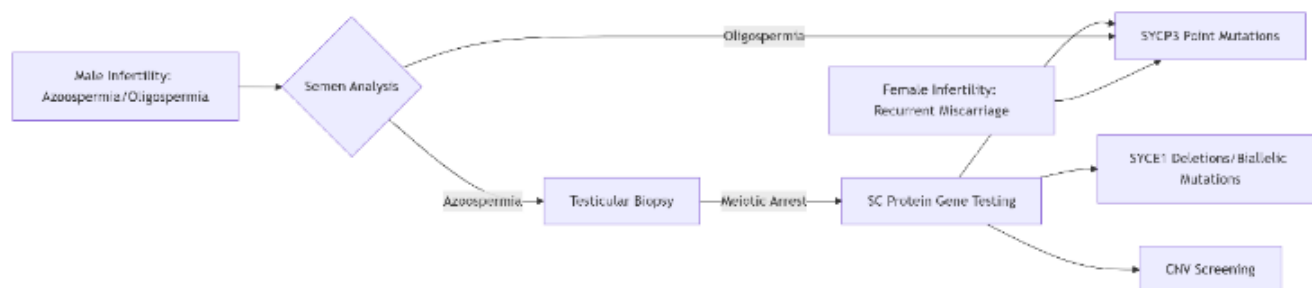 Male Infertility:
Azoospermia/Oligospermia
Semen Analysis
Oligospermia
Azoospermia
Testicular Biopsy
Meiotic Arrest
Female Infertility:
Recurrent Miscarriage
SC Protein Gene Testing
SYCP3 Point Mutations
SYCE1 Deletions/Biallelic
Mutations
CNV Screening